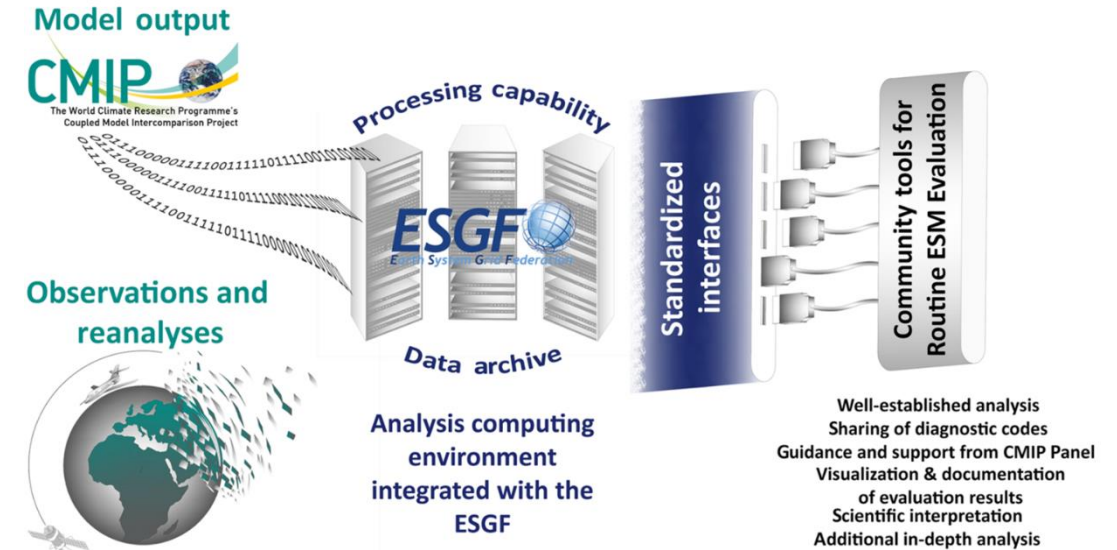 Model output
CMIP
The World Climate Research Programme's
Coupled Model Intercomparison Project
Observations and
reanalyses
Processing capability
ESGF
Earth System Grid Federation
Data archive
Analysis computing
environment
integrated with the
ESGF
Standardized
interfaces
Community tools for
Routine ESM Evaluation
Well-established analysis
Sharing of diagnostic codes
Guidance and support from CMIP Panel
Visualization & documentation
of evaluation results
Scientific interpretation
Additional in-depth analysis